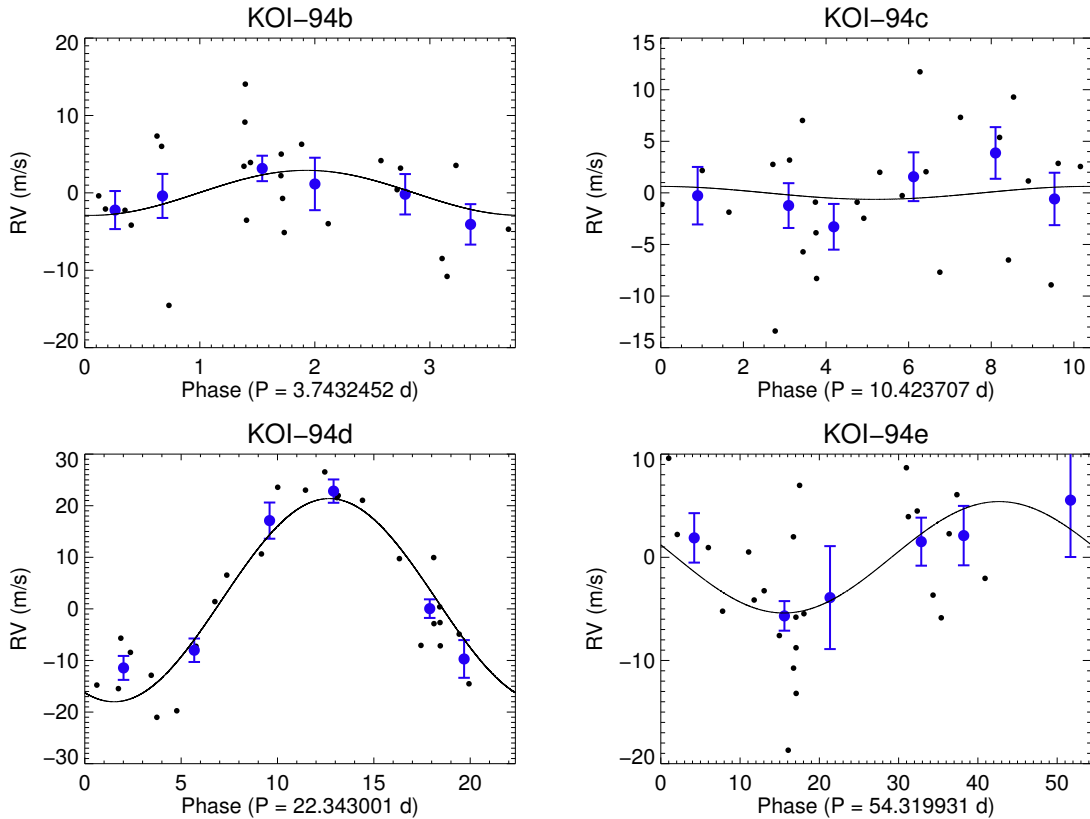 KOI−94b
20
10
0
−10
−20
RV (m/s)
0 1 2 3
Phase (P = 3.7432452 d)
KOI−94c
15
10
5
0
−5
−10
−15
RV (m/s)
0 2 4 6 8 10
Phase (P = 10.423707 d)
KOI−94d
30
20
10
0
−10
−20
−30
RV (m/s)
0 5 10 15 20
Phase (P = 22.343001 d)
KOI−94e
10
0
−10
−20
RV (m/s)
0 10 20 30 40 50
Phase (P = 54.319931 d)